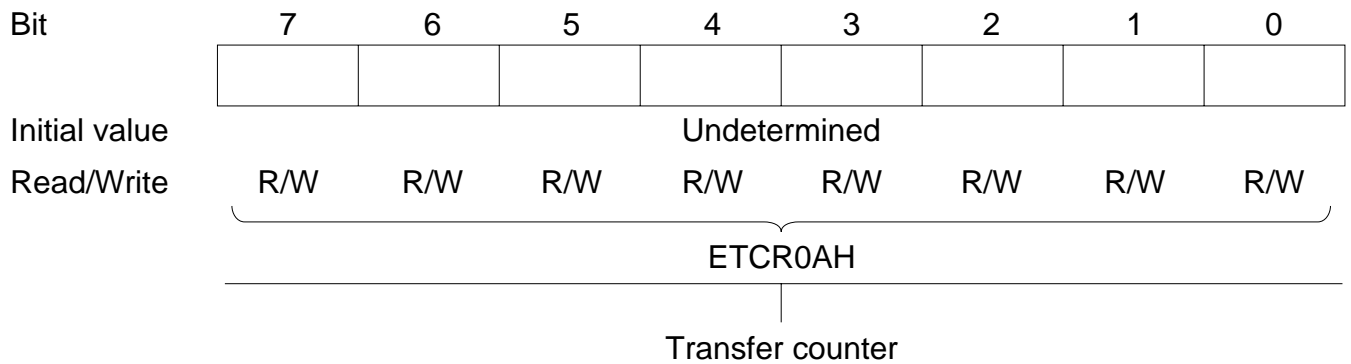 Bit 7 6 5 4 3 2 1 0
Initial value Undetermined
Read/Write R/W R/W R/W R/W R/W R/W R/W R/W
ETCR0AH
Transfer counter